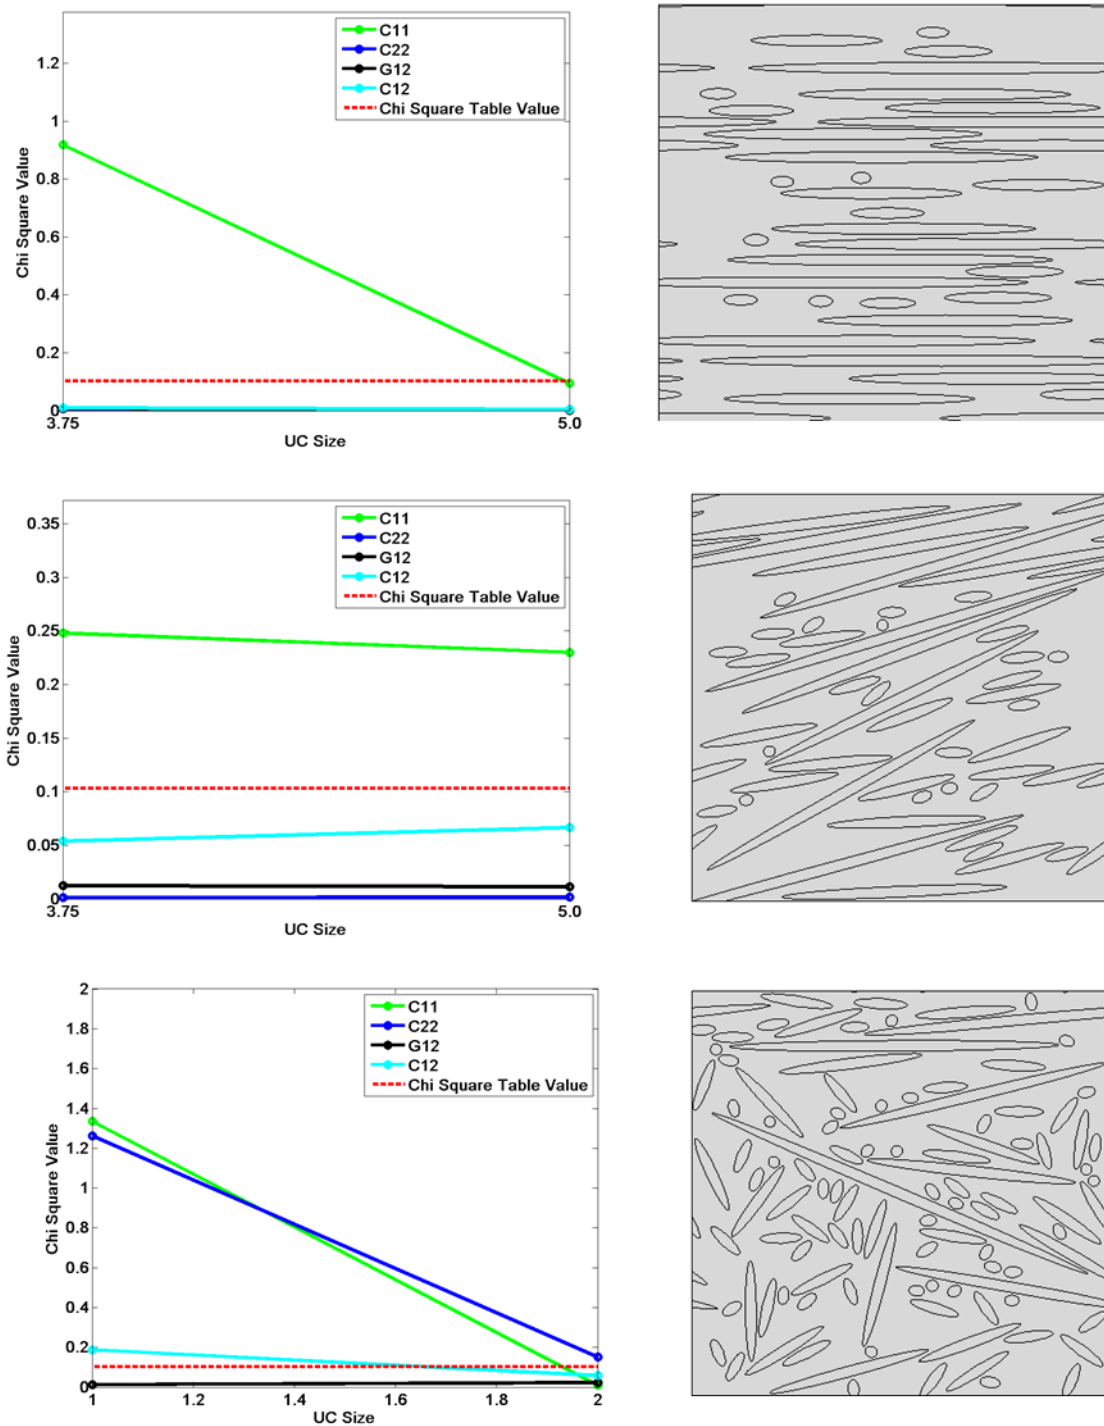 C11
C22
G12
C12
Chi Square Table Value
1.2
1
0.8
0.6
0.4
0.2
0
3.75
5.0
Chi Square Value
UC Size
C11
C22
G12
C12
Chi Square Table Value
0.35
0.3
0.25
0.2
0.15
0.1
0.05
0
3.75
5.0
Chi Square Value
UC Size
C11
C22
G12
C12
Chi Square Table Value
2
1.8
1.6
1.4
1.2
1
0.8
0.6
0.4
0.2
0
1
1.2
1.4
1.6
1.8
2
Chi Square Value
UC Size